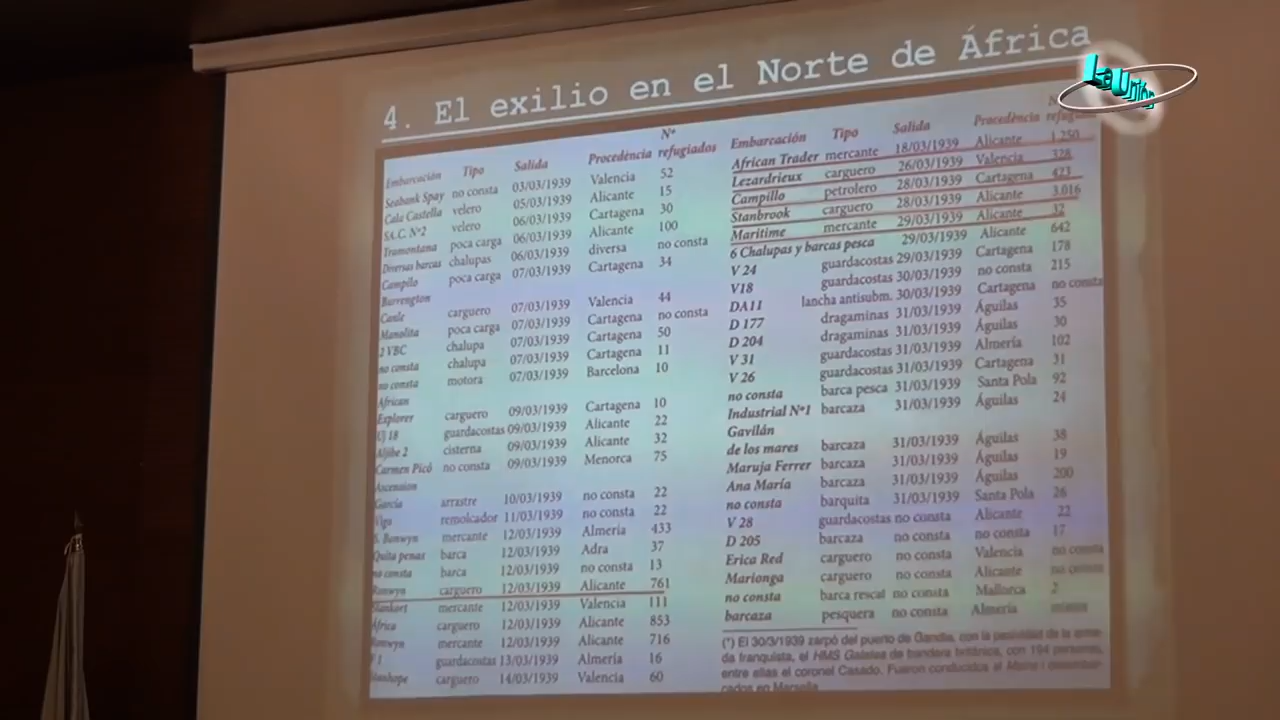 4. El exilio en el Norte de África
La Unión
Embarcación Tipo Salida Procedència Nº refugiados
Seabank Spay no consta 03/03/1939 Valencia 52
Cala Castella velero 05/03/1939 Alicante 15
S.A.C. Nº2 velero 06/03/1939 Cartagena 30
Tramontana poca carga 06/03/1939 Alicante 100
Diversas barcas chalupas 06/03/1939 diversa no consta
Campilo poca carga 07/03/1939 Cartagena 34
Barrengton
Canle carguero 07/03/1939 Valencia 44
Manolita poca carga 07/03/1939 Cartagena no consta
2 VBC chalupa 07/03/1939 Cartagena 50
no consta chalupa 07/03/1939 Cartagena 11
no consta motora 07/03/1939 Barcelona 10
African
Explorer carguero 09/03/1939 Cartagena 10
UJ 18 guardacostas 09/03/1939 Alicante 22
Aljibe 2 cisterna 09/03/1939 Alicante 32
Carmen Picó no consta 09/03/1939 Menorca 75
Ascension
García arrastre 10/03/1939 no consta 22
Vigo remolcador 11/03/1939 no consta 22
S. Ronwyn mercante 12/03/1939 Almería 433
Quita penas barca 12/03/1939 Adra 37
no consta barca 12/03/1939 no consta 13
Ronwyn carguero 12/03/1939 Alicante 761
mercante 12/03/1939 Valencia 111
África carguero 12/03/1939 Alicante 853
Ronwyn mercante 12/03/1939 Alicante 716
guardacostas 13/03/1939 Almería 16
Stanhope carguero 14/03/1939 Valencia 60
Embarcación Tipo Salida Procedència refugiados
African Trader mercante 18/03/1939 Alicante 1.250
Lezardrieux carguero 26/03/1939 Valencia 328
Campillo petrolero 28/03/1939 Cartagena 423
Stanbrook carguero 28/03/1939 Alicante 3.016
Maritime mercante 29/03/1939 Alicante 32
6 Chalupas y barcas pesca 29/03/1939 Alicante 642
V 24 guardacostas 29/03/1939 Cartagena 178
V18 guardacostas 30/03/1939 no consta 215
DA11 lancha antisubm. 30/03/1939 Cartagena no consta
D 177 dragaminas 31/03/1939 Águilas 35
D 204 dragaminas 31/03/1939 Águilas 30
V 31 guardacostas 31/03/1939 Almería 102
V 26 guardacostas 31/03/1939 Cartagena 31
no consta barca pesca 31/03/1939 Santa Pola 92
Industrial Nº1 barcaza 31/03/1939 Águilas 24
Gavilán
de los mares barcaza 31/03/1939 Águilas 38
Maruja Ferrer barcaza 31/03/1939 Águilas 19
Ana María barcaza 31/03/1939 Águilas 200
no consta barquita 31/03/1939 Santa Pola 26
V 28 guardacostas no consta Alicante 22
D 205 barcaza no consta no consta 17
Erica Red carguero no consta Valencia no consta
Marionga carguero no consta Alicante no consta
no consta barca rescat no consta Mallorca 2
barcaza pesquera no consta Almería
(*) El 30/3/1939 zarpó del puerto de Gandia, con la pasividad de la arma-
da franquista, el HMS Galatea de bandera británica, con 194 personas,
entre ellas el coronel Casado. Fueron conducidos al Maine i desembar-
cados en Marsella